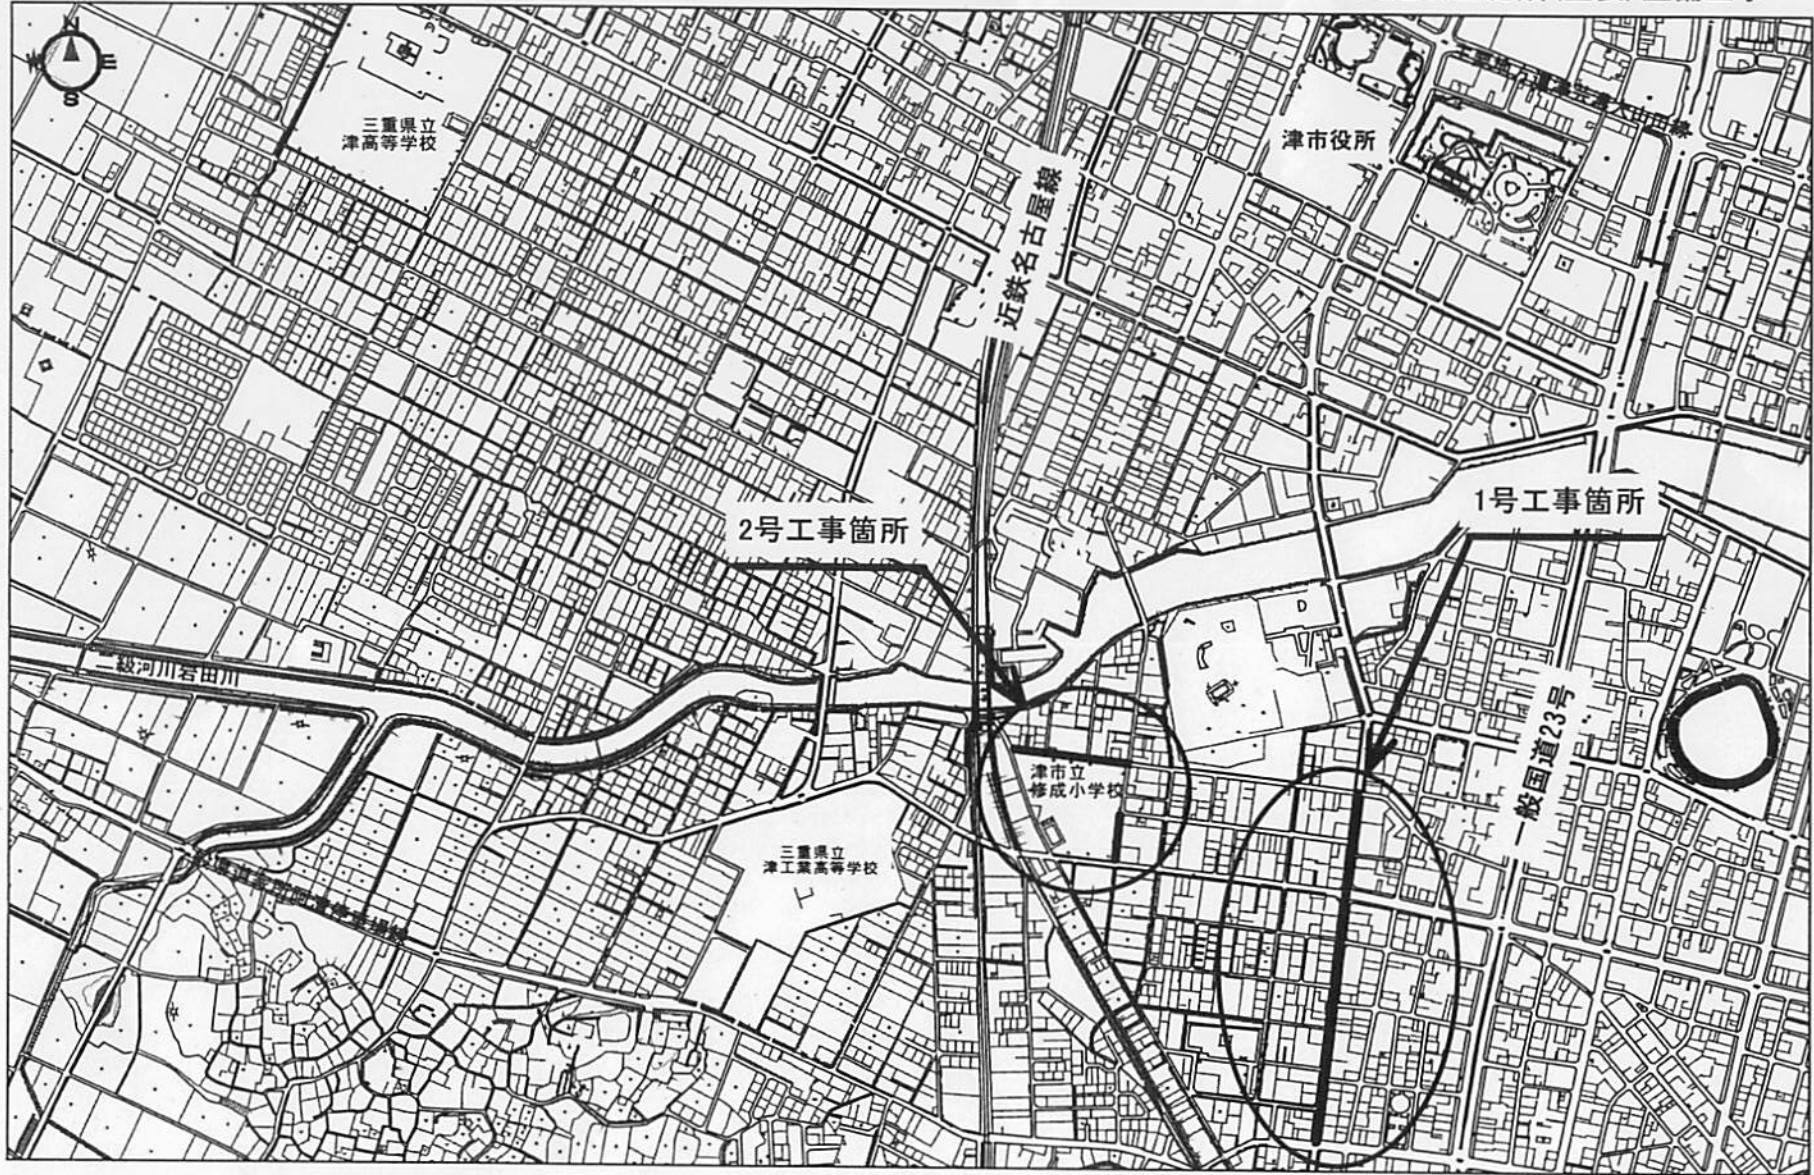 N
E
S
三重県立
津高等学校
津市役所
近鉄名古屋線
2号工事箇所
1号工事箇所
二級河川岩田川
一般国道23号
津市立
修成小学校
三重県立
津工業高等学校